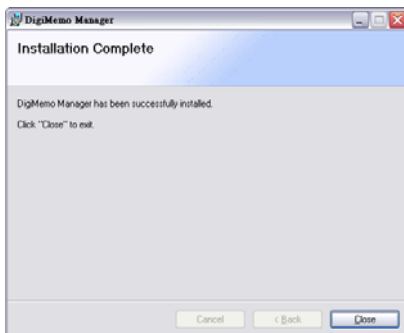 DigiMemo Manager
Installation Complete
DigiMemo Manager has been successfully installed.
Click "Close" to exit.
Cancel < Back Close